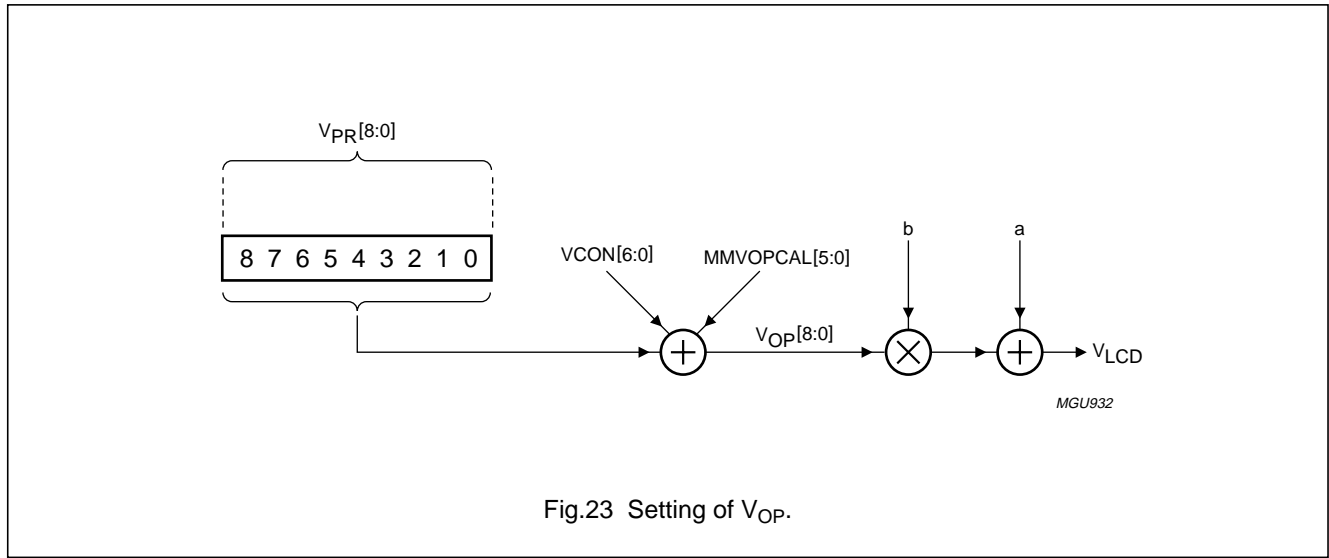 VPR[8:0]
8 7 6 5 4 3 2 1 0
VCON[6:0]
MMVOPCAL[5:0]
VOP[8:0]
b
a
VLCD
MGU932
Fig.23 Setting of VOP.